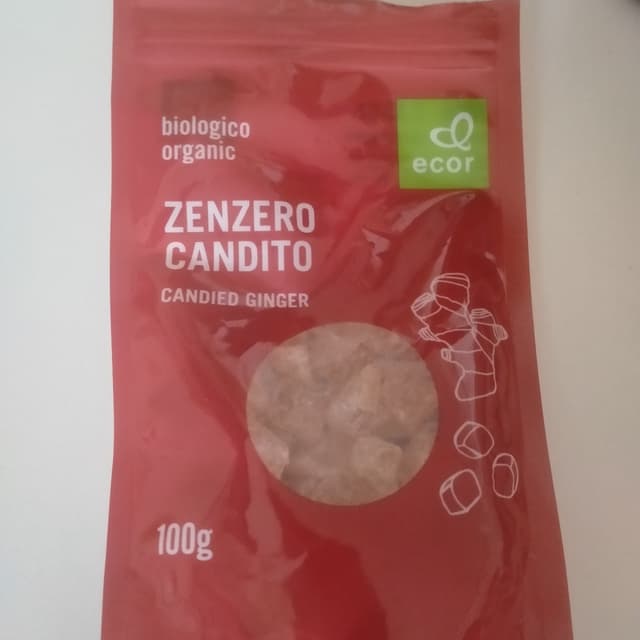 biologico
organic
ecor
ZENZERO
CANDITO
CANDIED GINGER
100g